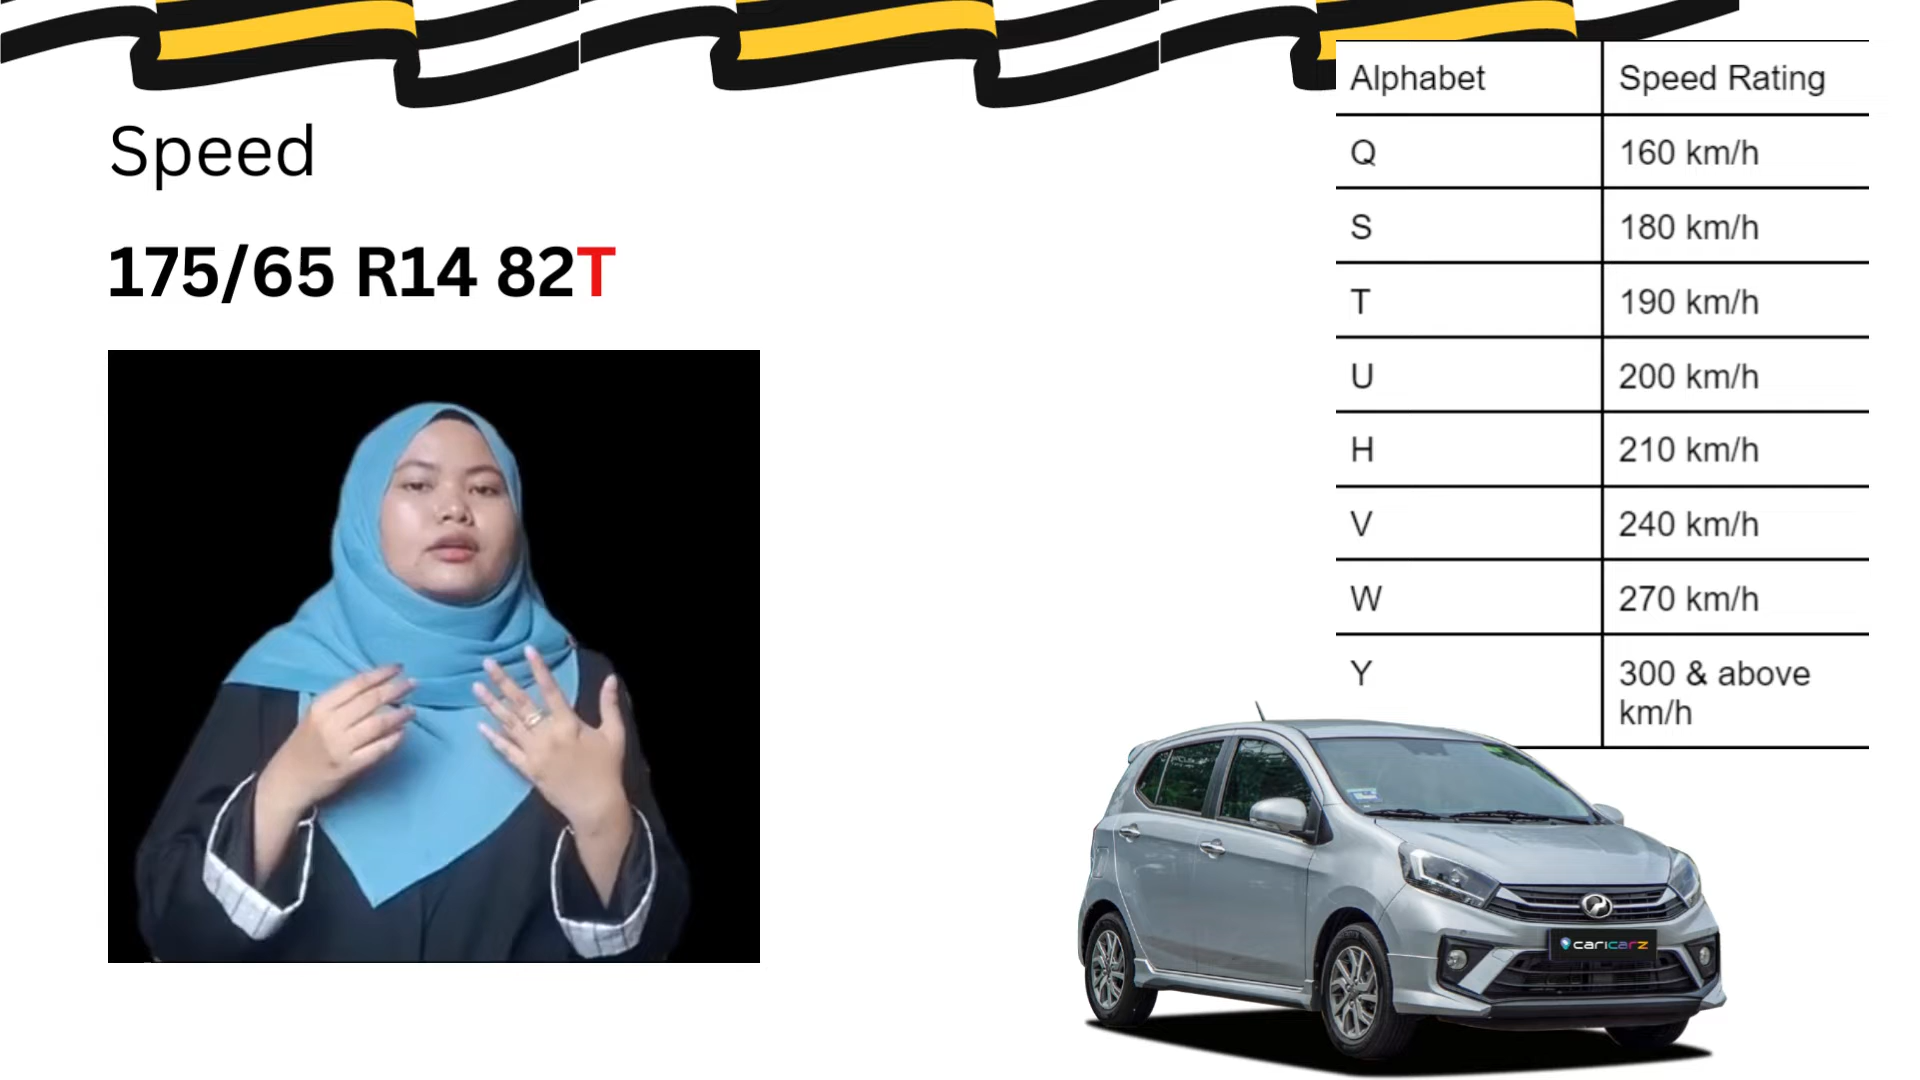 Speed
175/65 R14 82T
Alphabet Speed Rating
Q 160 km/h
S 180 km/h
T 190 km/h
U 200 km/h
H 210 km/h
V 240 km/h
W 270 km/h
Y 300 & above
km/h
caricarz